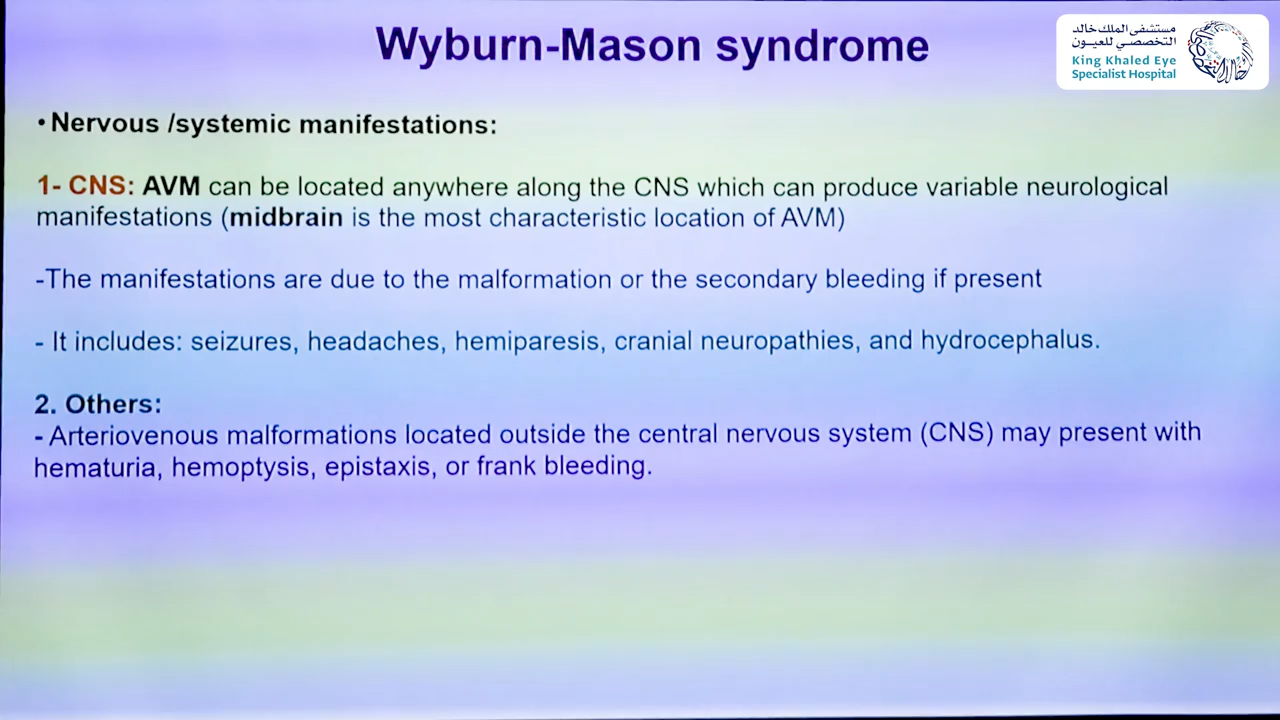 Wyburn-Mason syndrome
مستشفى الملك خالد
التخصصي للعيون
King Khaled Eye
Specialist Hospital
• Nervous /systemic manifestations:
1- CNS: AVM can be located anywhere along the CNS which can produce variable neurological
manifestations (midbrain is the most characteristic location of AVM)
-The manifestations are due to the malformation or the secondary bleeding if present
- It includes: seizures, headaches, hemiparesis, cranial neuropathies, and hydrocephalus.
2. Others:
- Arteriovenous malformations located outside the central nervous system (CNS) may present with
hematuria, hemoptysis, epistaxis, or frank bleeding.